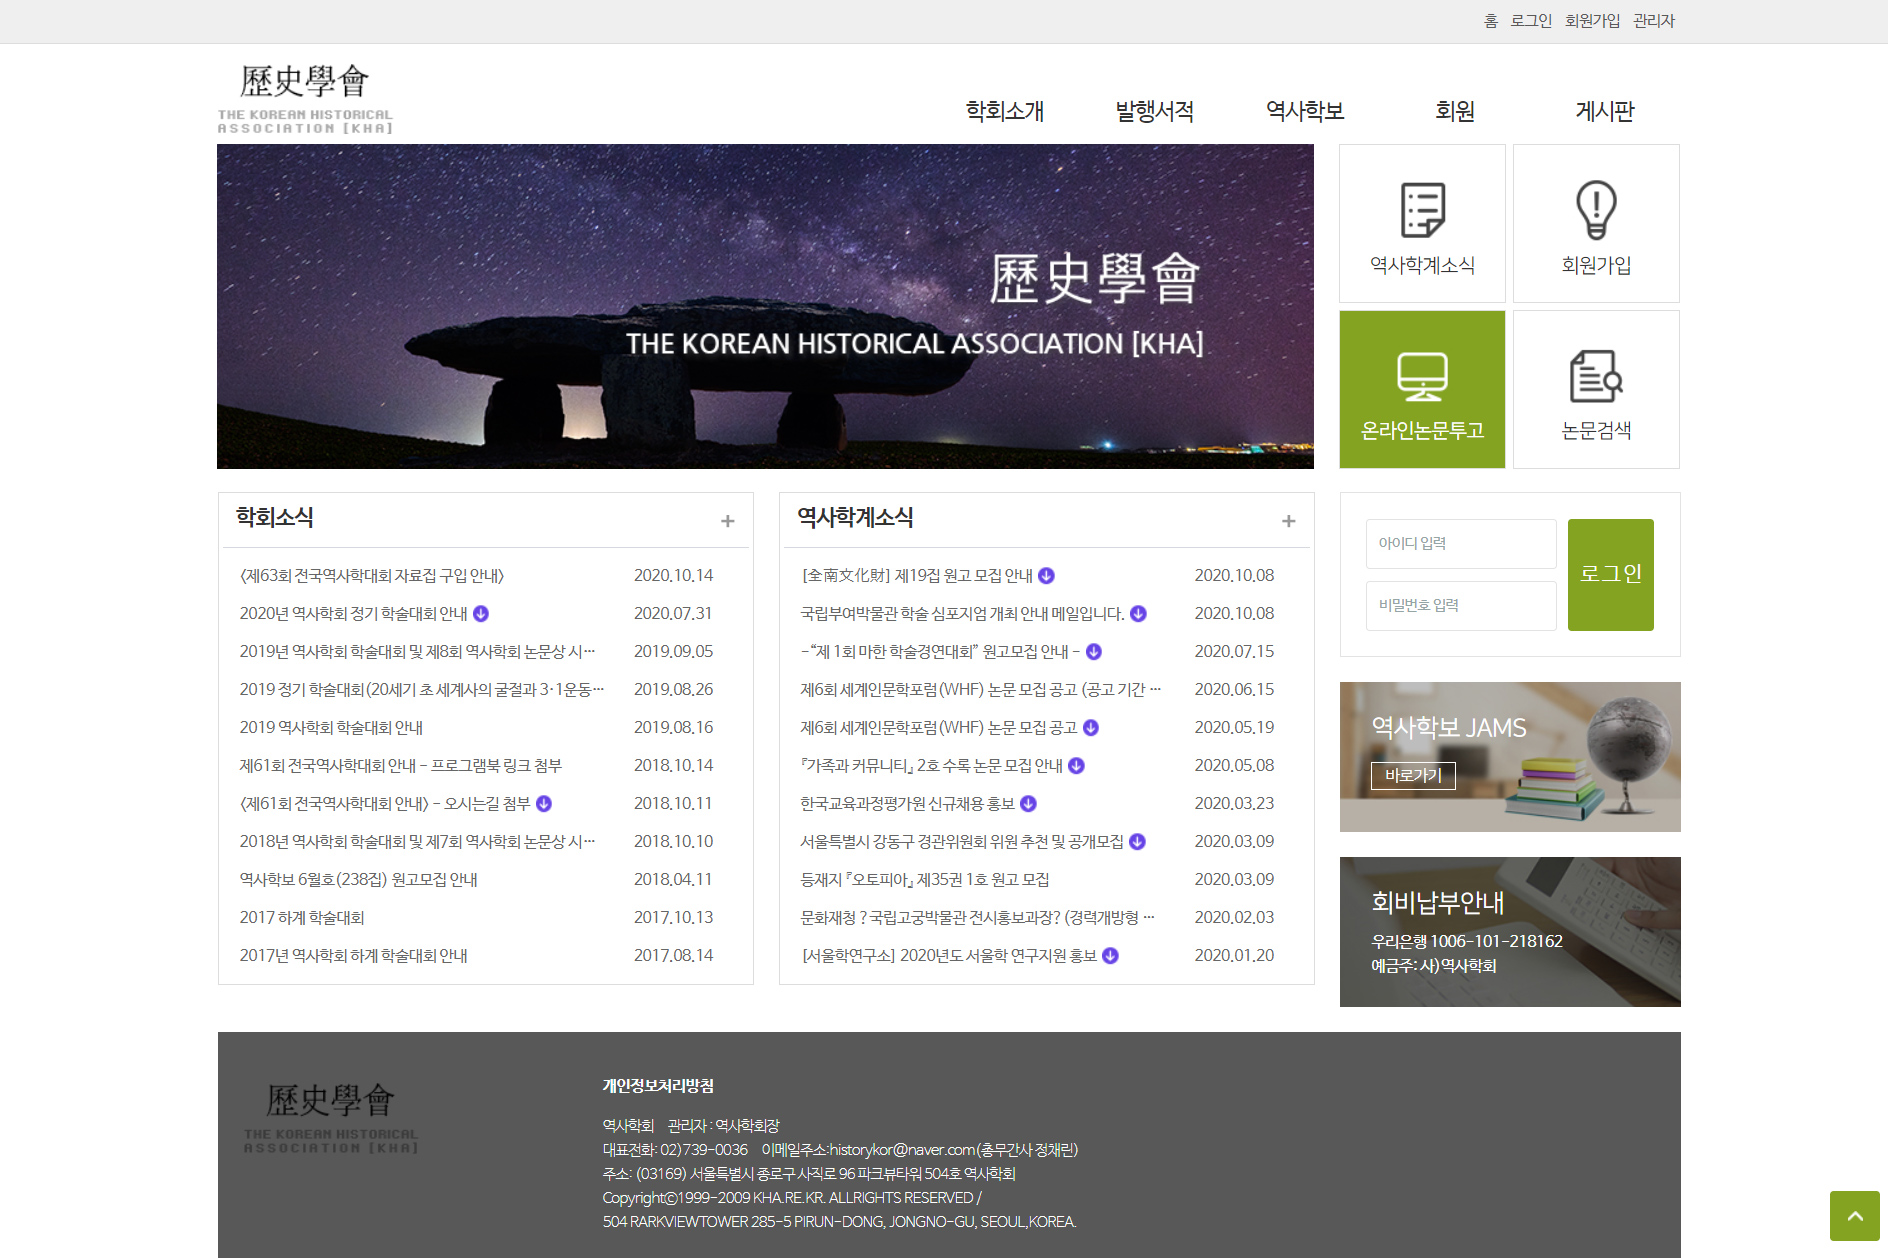 홈 로그인 회원가입 관리자
歷史學會
THE KOREAN HISTORICAL
ASSOCIATION [KHA]
학회소개 발행서적 역사학보 회원 게시판
歷史學會
THE KOREAN HISTORICAL ASSOCIATION [KHA]
역사학계소식 회원가입
온라인논문투고 논문검색
학회소식 +
<제63회 전국역사학대회 자료집 구입 안내> 2020.10.14
2020년 역사학회 정기 학술대회 안내 2020.07.31
2019년 역사학회 학술대회 및 제8회 역사학회 논문상 시… 2019.09.05
2019 정기 학술대회(20세기 초 세계사의 굴절과 3·1운동… 2019.08.26
2019 역사학회 학술대회 안내 2019.08.16
제61회 전국역사학대회 안내 - 프로그램북 링크 첨부 2018.10.14
<제61회 전국역사학대회 안내> - 오시는길 첨부 2018.10.11
2018년 역사학회 학술대회 및 제7회 역사학회 논문상 시… 2018.10.10
역사학보 6월호(238집) 원고모집 안내 2018.04.11
2017 하계 학술대회 2017.10.13
2017년 역사학회 하계 학술대회 안내 2017.08.14
역사학계소식 +
[全南文化財] 제19집 원고 모집 안내 2020.10.08
국립부여박물관 학술 심포지엄 개최 안내 메일입니다. 2020.10.08
-“제 1회 마한 학술경연대회” 원고모집 안내 - 2020.07.15
제6회 세계인문학포럼(WHF) 논문 모집 공고 (공고 기간 … 2020.06.15
제6회 세계인문학포럼(WHF) 논문 모집 공고 2020.05.19
『가족과 커뮤니티』 2호 수록 논문 모집 안내 2020.05.08
한국교육과정평가원 신규채용 홍보 2020.03.23
서울특별시 강동구 경관위원회 위원 추천 및 공개모집 2020.03.09
등재지 『오토피아』 제35권 1호 원고 모집 2020.03.09
문화재청 ? 국립고궁박물관 전시홍보과장? (경력개방형 … 2020.02.03
[서울학연구소] 2020년도 서울학 연구지원 홍보 2020.01.20
아이디 입력
비밀번호 입력
로그인
역사학보 JAMS
바로가기
회비납부안내
우리은행 1006-101-218162
예금주: 사) 역사학회
歷史學會
THE KOREAN HISTORICAL
ASSOCIATION [KHA]
개인정보처리방침
역사학회 관리자 : 역사학회장
대표전화: 02)739-0036 이메일주소:historykor@naver.com(총무간사 정채린)
주소: (03169) 서울특별시 종로구 사직로 96 파크뷰타워 504호 역사학회
Copyrightⓒ1999-2009 KHA.RE.KR. ALLRIGHTS RESERVED /
504 RARKVIEWTOWER 285-5 PIRUN-DONG, JONGNO-GU, SEOUL,KOREA.